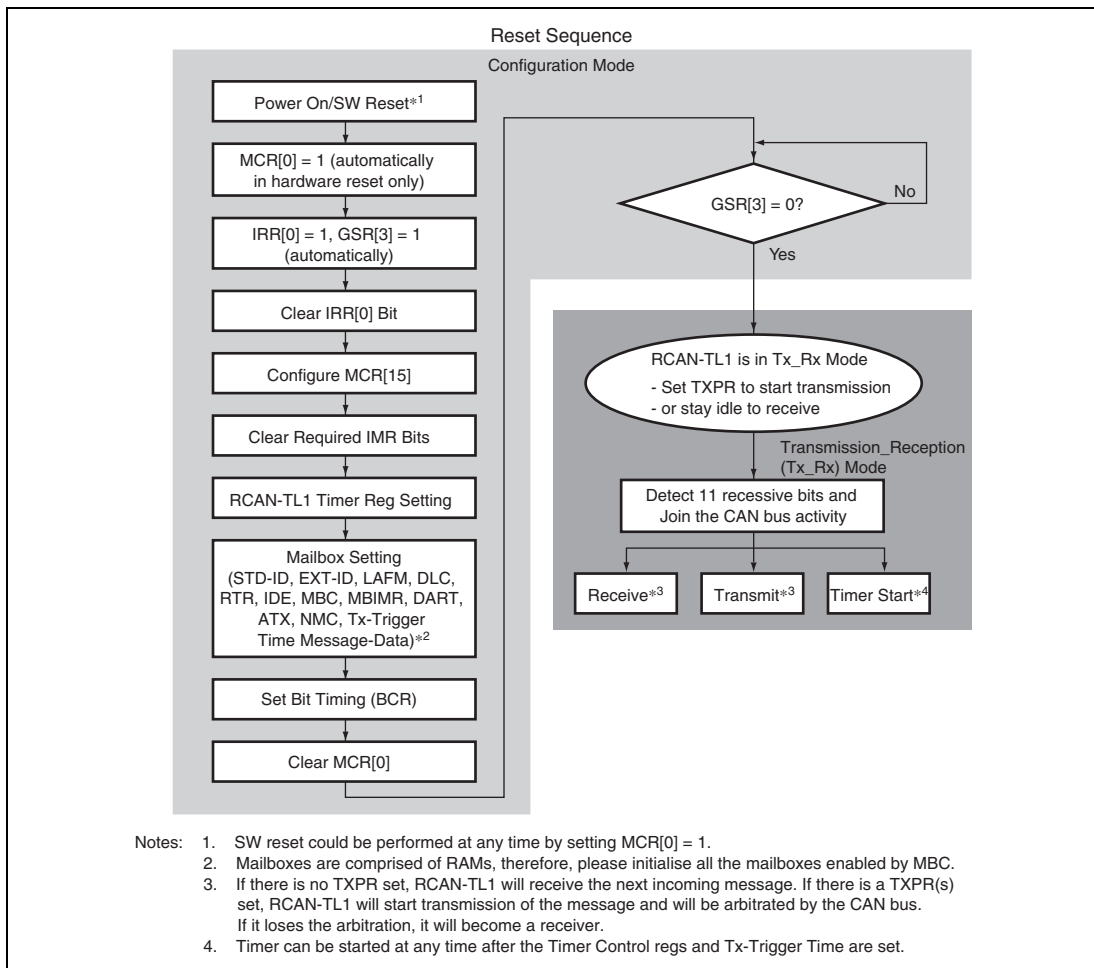 Reset Sequence
Configuration Mode
Power On/SW Reset*1
MCR[0] = 1 (automatically
in hardware reset only)
IRR[0] = 1, GSR[3] = 1
(automatically)
Clear IRR[0] Bit
Configure MCR[15]
Clear Required IMR Bits
RCAN-TL1 Timer Reg Setting
Mailbox Setting
(STD-ID, EXT-ID, LAFM, DLC,
RTR, IDE, MBC, MBIMR, DART,
ATX, NMC, Tx-Trigger
Time Message-Data)*2
Set Bit Timing (BCR)
Clear MCR[0]
GSR[3] = 0?
No
Yes
RCAN-TL1 is in Tx_Rx Mode
- Set TXPR to start transmission
- or stay idle to receive
Transmission_Reception
(Tx_Rx) Mode
Detect 11 recessive bits and
Join the CAN bus activity
Receive*3
Transmit*3
Timer Start*4
Notes: 1. SW reset could be performed at any time by setting MCR[0] = 1.
2. Mailboxes are comprised of RAMs, therefore, please initialise all the mailboxes enabled by MBC.
3. If there is no TXPR set, RCAN-TL1 will receive the next incoming message. If there is a TXPR(s)
set, RCAN-TL1 will start transmission of the message and will be arbitrated by the CAN bus.
If it loses the arbitration, it will become a receiver.
4. Timer can be started at any time after the Timer Control regs and Tx-Trigger Time are set.